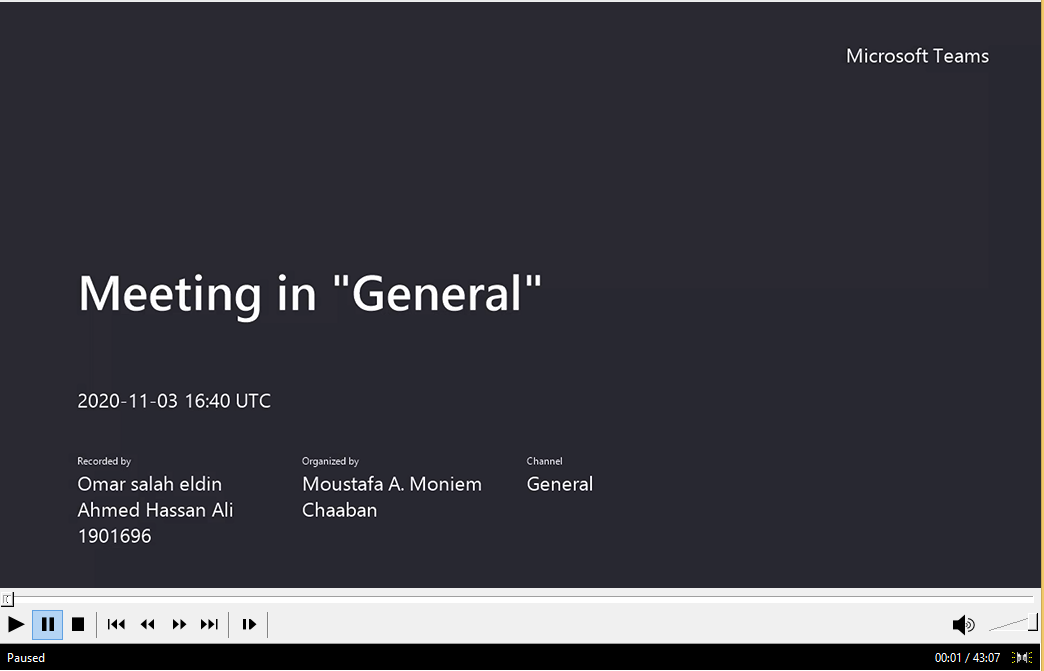 Microsoft Teams
Meeting in "General"
2020-11-03 16:40 UTC
Recorded by
Omar salah eldin
Ahmed Hassan Ali
1901696
Organized by
Moustafa A. Moniem
Chaaban
Channel
General
Paused
00:01 / 43:07